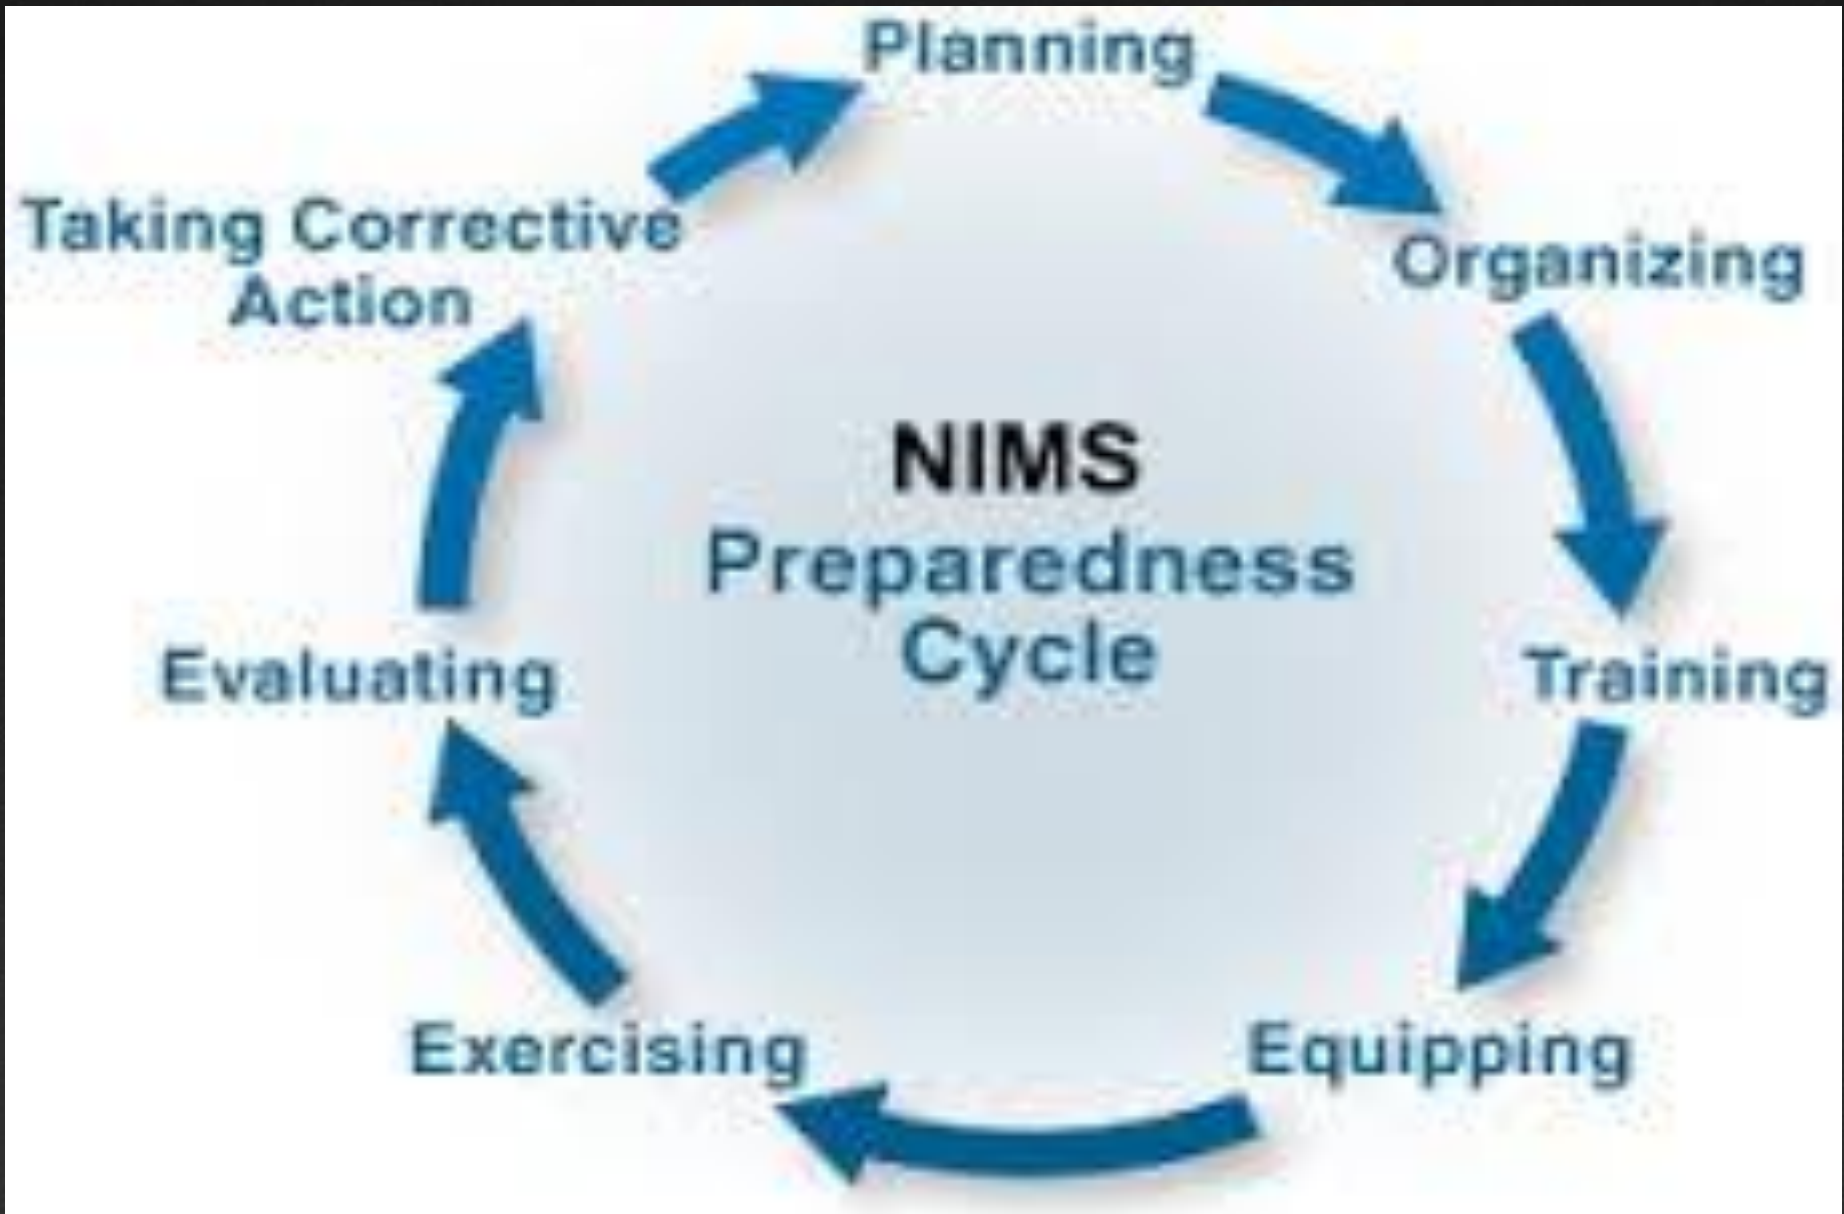 Planning
Organizing
Training
Equipping
Exercising
Evaluating
Taking Corrective
Action
NIMS
Preparedness
Cycle